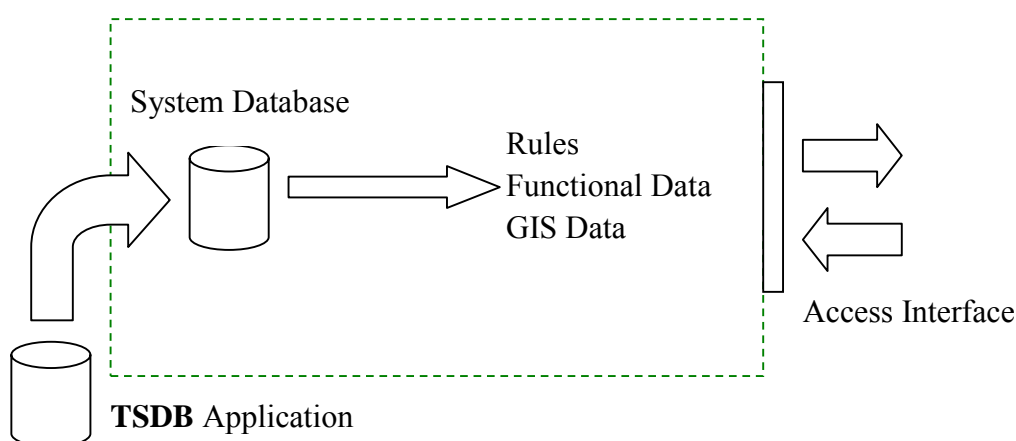 System Database
Rules
Functional Data
GIS Data
Access Interface
TSDB Application